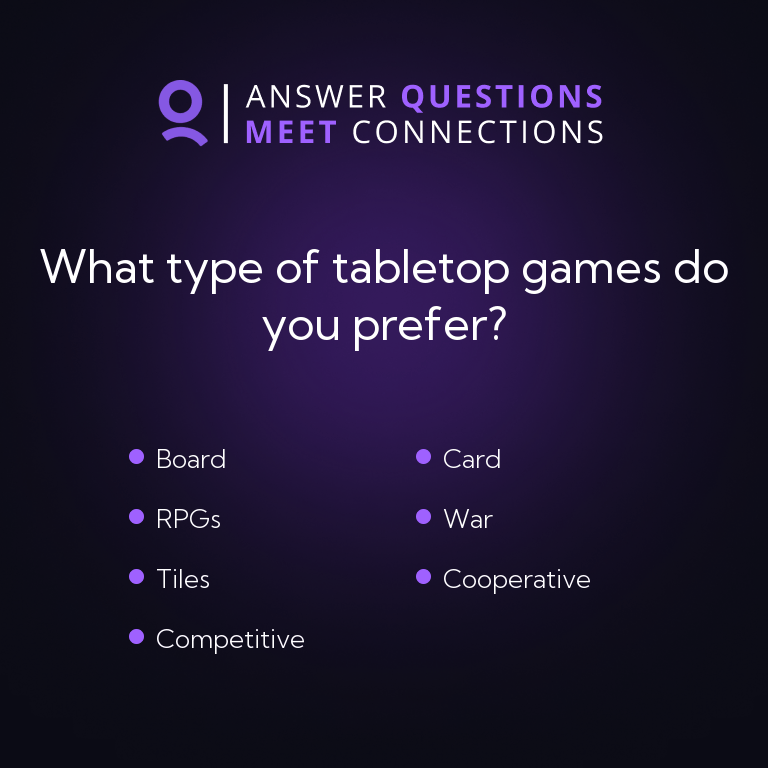 ANSWER QUESTIONS
MEET CONNECTIONS
What type of tabletop games do
you prefer?
Board
Card
RPGs
War
Tiles
Cooperative
Competitive